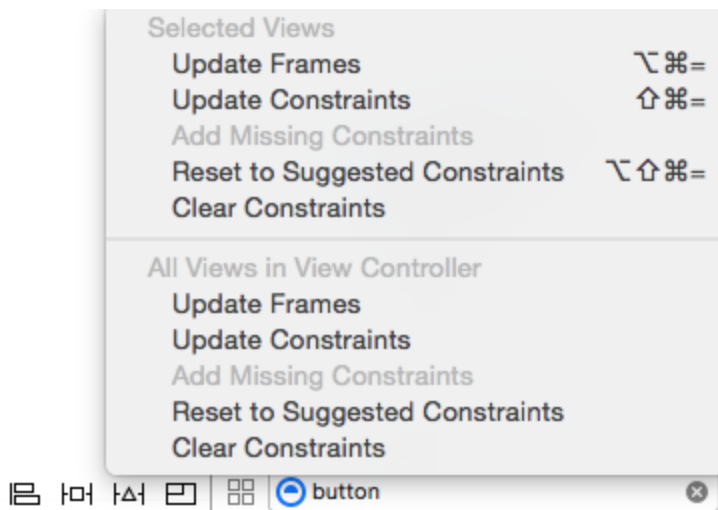 Selected Views
Update Frames ⌥⌘=
Update Constraints ⇧⌘=
Add Missing Constraints
Reset to Suggested Constraints ⌥⇧⌘=
Clear Constraints
All Views in View Controller
Update Frames
Update Constraints
Add Missing Constraints
Reset to Suggested Constraints
Clear Constraints
button